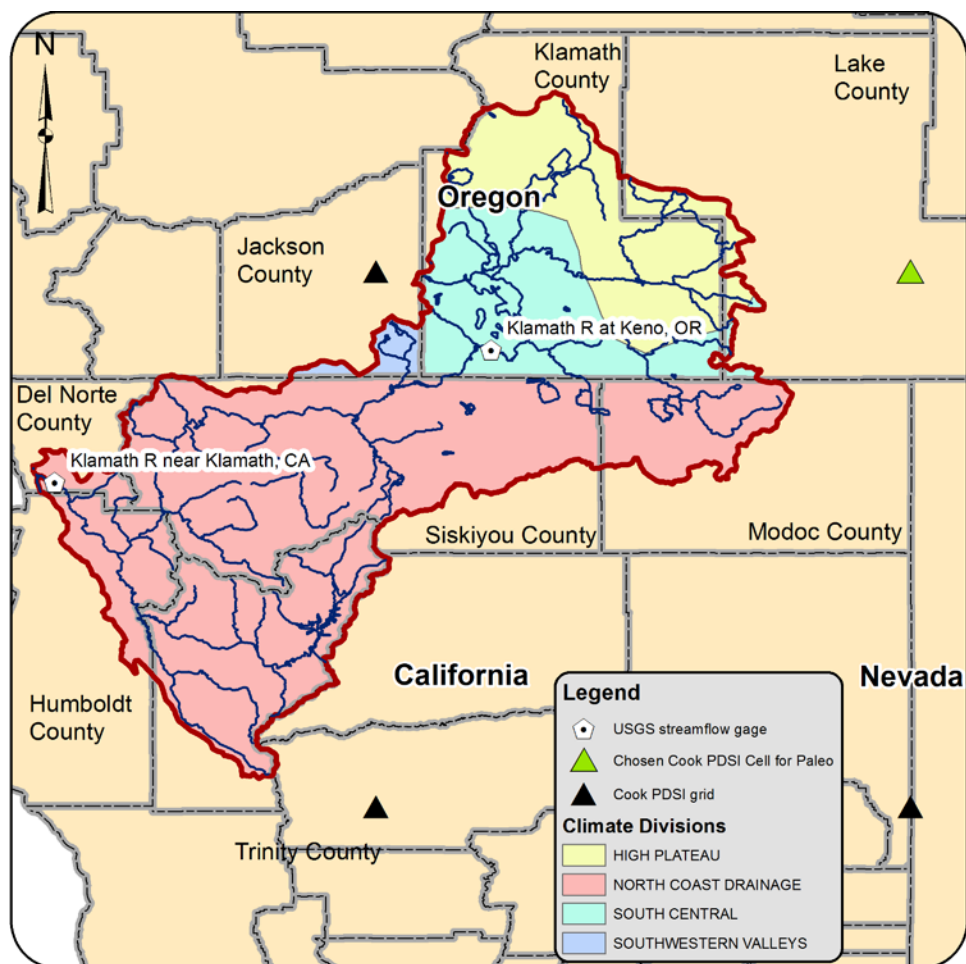 N
Klamath
County
Lake
County
Oregon
Jackson
County
Klamath R at Keno, OR
Del Norte
County
Klamath R near Klamath, CA
Siskiyou County
Modoc County
California
Nevada
Humboldt
County
Trinity County
Legend
USGS streamflow gage
Chosen Cook PDSI Cell for Paleo
Cook PDSI grid
Climate Divisions
HIGH PLATEAU
NORTH COAST DRAINAGE
SOUTH CENTRAL
SOUTHWESTERN VALLEYS